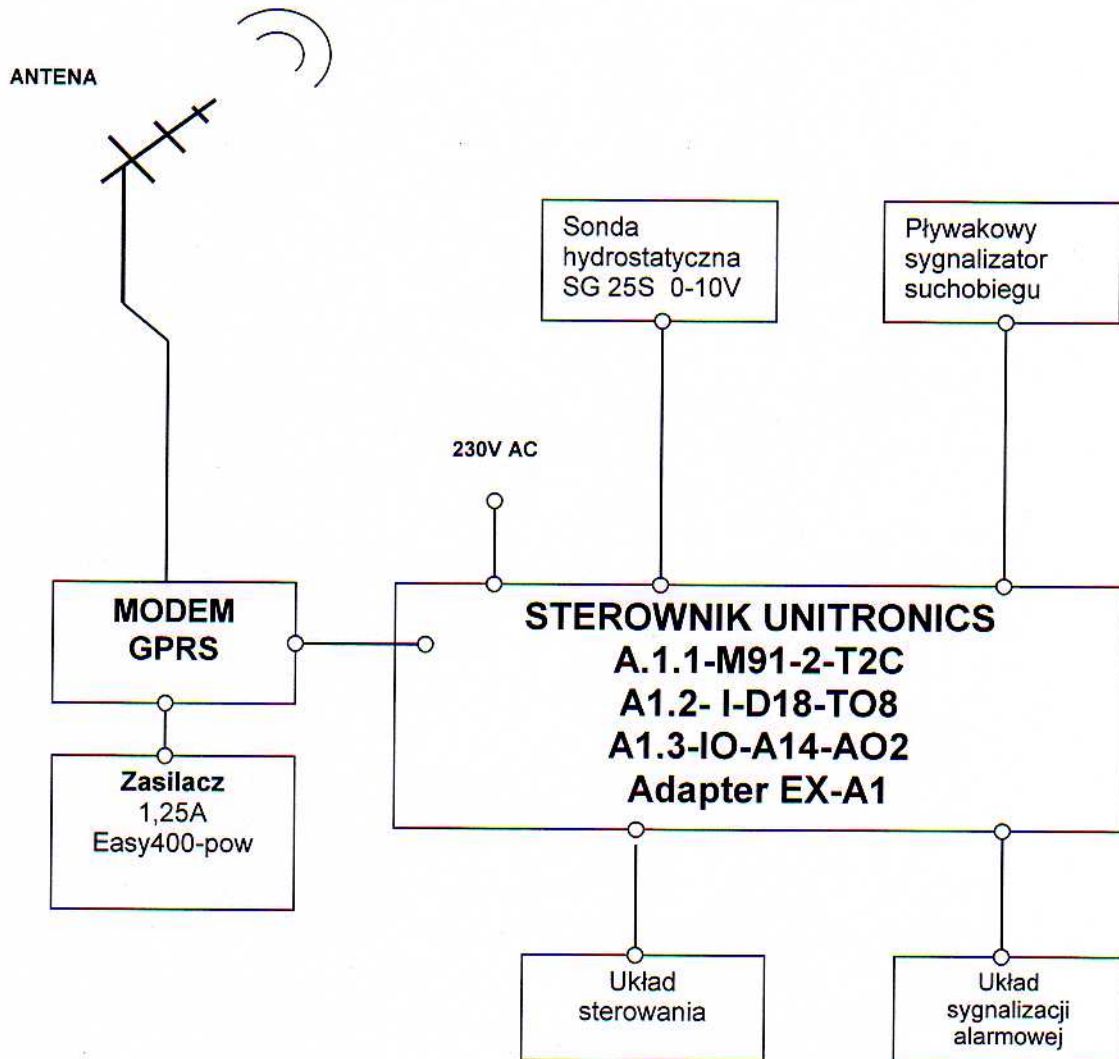 ANTENA
Sonda
hydrostatyczna
SG 25S 0-10V
Pływakowy
sygnalizator
suchobiegu
230V AC
MODEM
GPRS
STEROWNIK UNITRONICS
A.1.1-M91-2-T2C
A1.2- I-D18-TO8
A1.3-IO-A14-AO2
Adapter EX-A1
Zasilacz
1,25A
Easy400-pow
Układ
sterowania
Układ
sygnalizacji
alarmowej